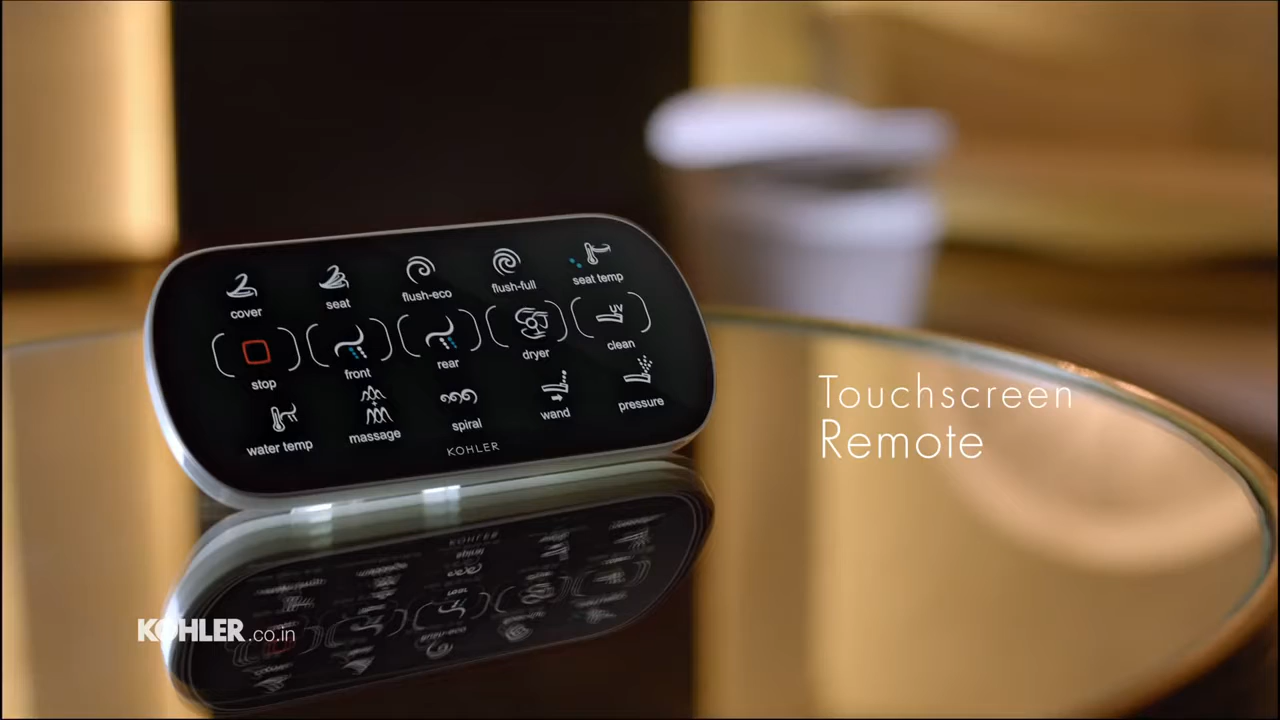 cover seat flush-eco flush-full seat temp
UV
stop front rear dryer clean
water temp massage spiral wand pressure
KOHLER
Touchscreen
Remote
KOHLER.co.in